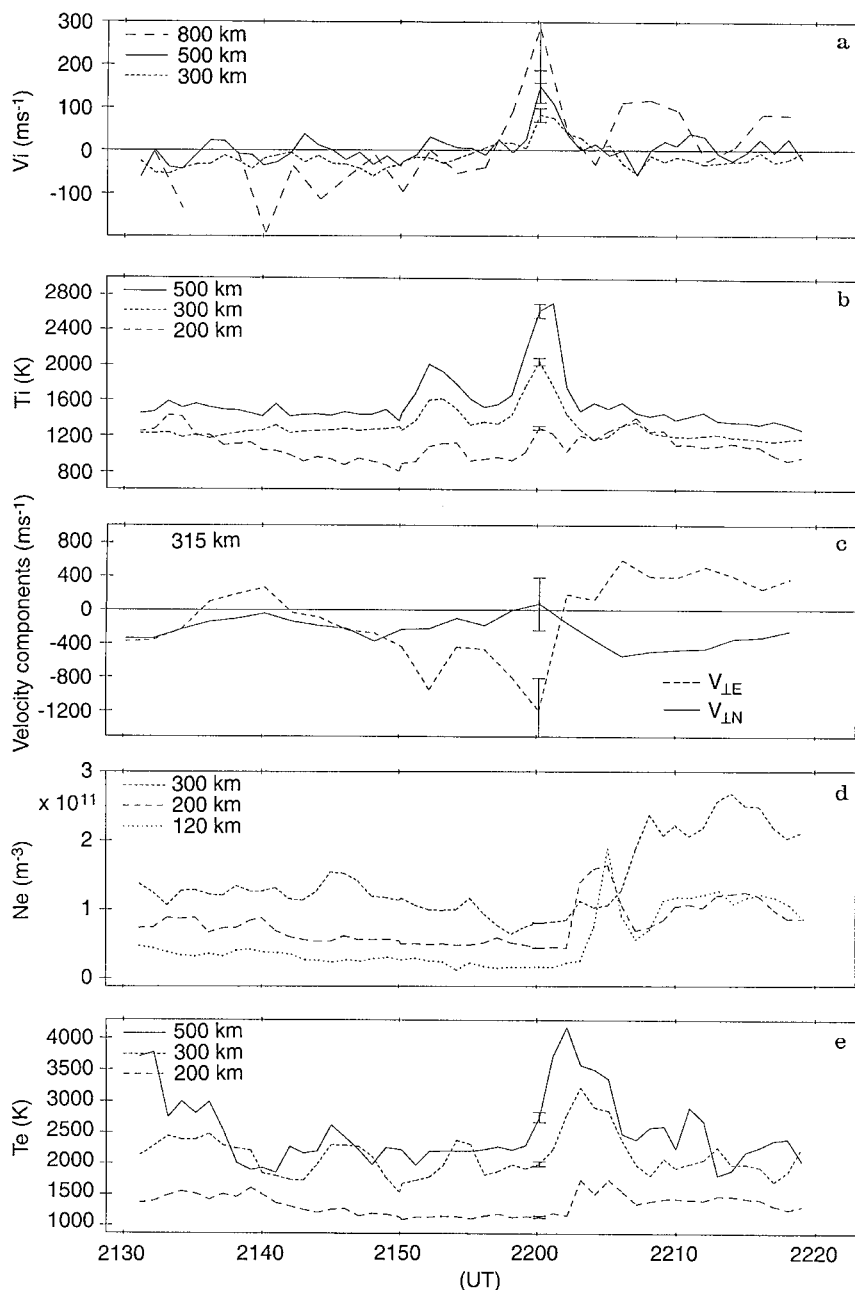 a
300
200
100
0
-100
Vi (ms⁻¹)
800 km
500 km
300 km
b
2800
2400
2000
1600
1200
800
Ti (K)
500 km
300 km
200 km
c
800
400
0
-400
-800
-1200
Velocity components (ms⁻¹)
315 km
V⊥E
V⊥N
d
3
x 10¹¹
2
1
0
Ne (m⁻³)
300 km
200 km
120 km
e
4000
3500
3000
2500
2000
1500
1000
Te (K)
500 km
300 km
200 km
2130 2140 2150 2200 2210 2220
(UT)